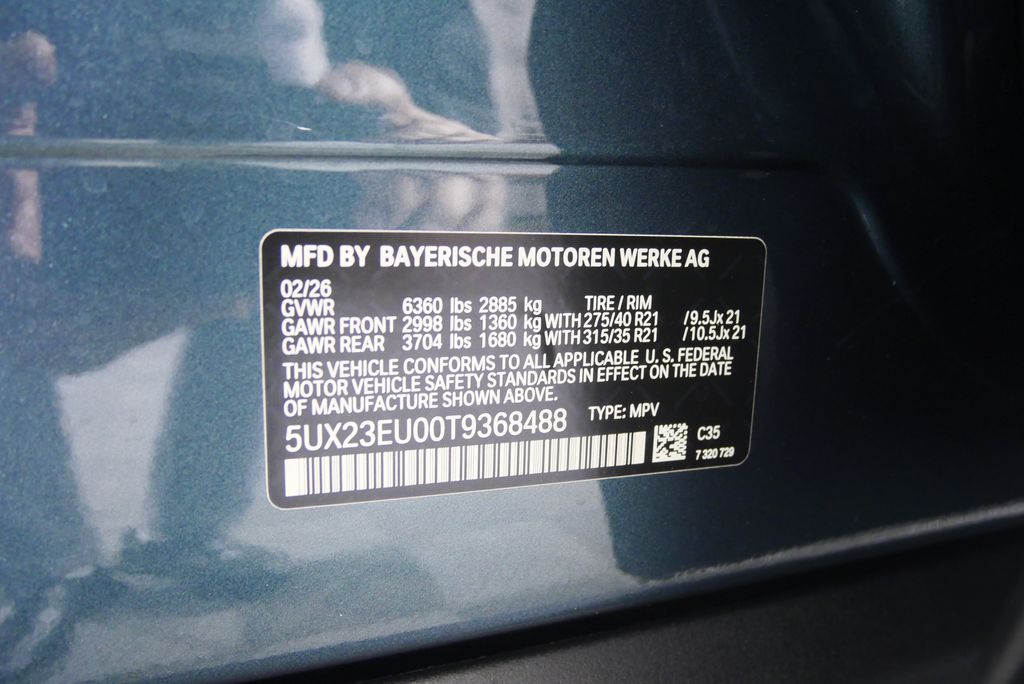 MFD BY BAYERISCHE MOTOREN WERKE AG
02/26
GVWR 6360 lbs 2885 kg TIRE / RIM
GAWR FRONT 2998 lbs 1360 kg WITH 275/40 R21 /9.5Jx21
GAWR REAR 3704 lbs 1680 kg WITH 315/35 R21 /10.5Jx21
THIS VEHICLE CONFORMS TO ALL APPLICABLE U. S. FEDERAL
MOTOR VEHICLE SAFETY STANDARDS IN EFFECT ON THE DATE
OF MANUFACTURE SHOWN ABOVE.
5UX23EU00T9368488 TYPE: MPV
C35
7 320 729